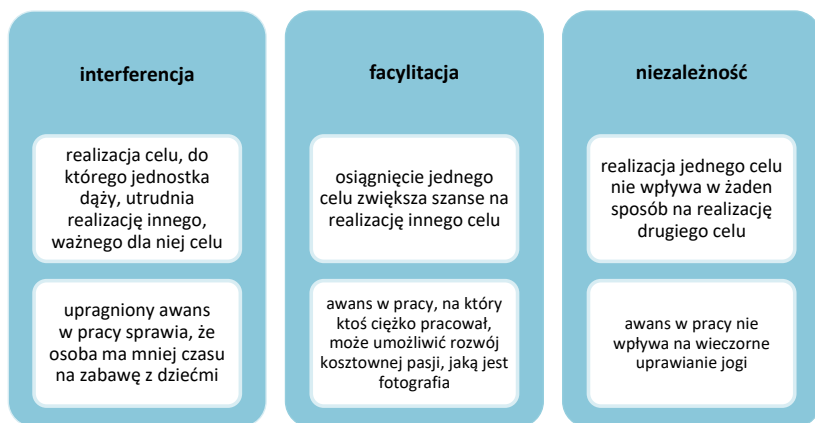 interferencja
realizacja celu, do
którego jednostka
dąży, utrudnia
realizację innego,
ważnego dla niej celu
upragniony awans
w pracy sprawia, że
osoba ma mniej czasu
na zabawę z dziećmi
facylitacja
osiągnięcie jednego
celu zwiększa szanse na
realizację innego celu
awans w pracy, na który
ktoś ciężko pracował,
może umożliwić rozwój
kosztownej pasji, jaką jest
fotografia
niezależność
realizacja jednego celu
nie wpływa w żaden
sposób na realizację
drugiego celu
awans w pracy nie
wpływa na wieczorne
uprawianie jogi